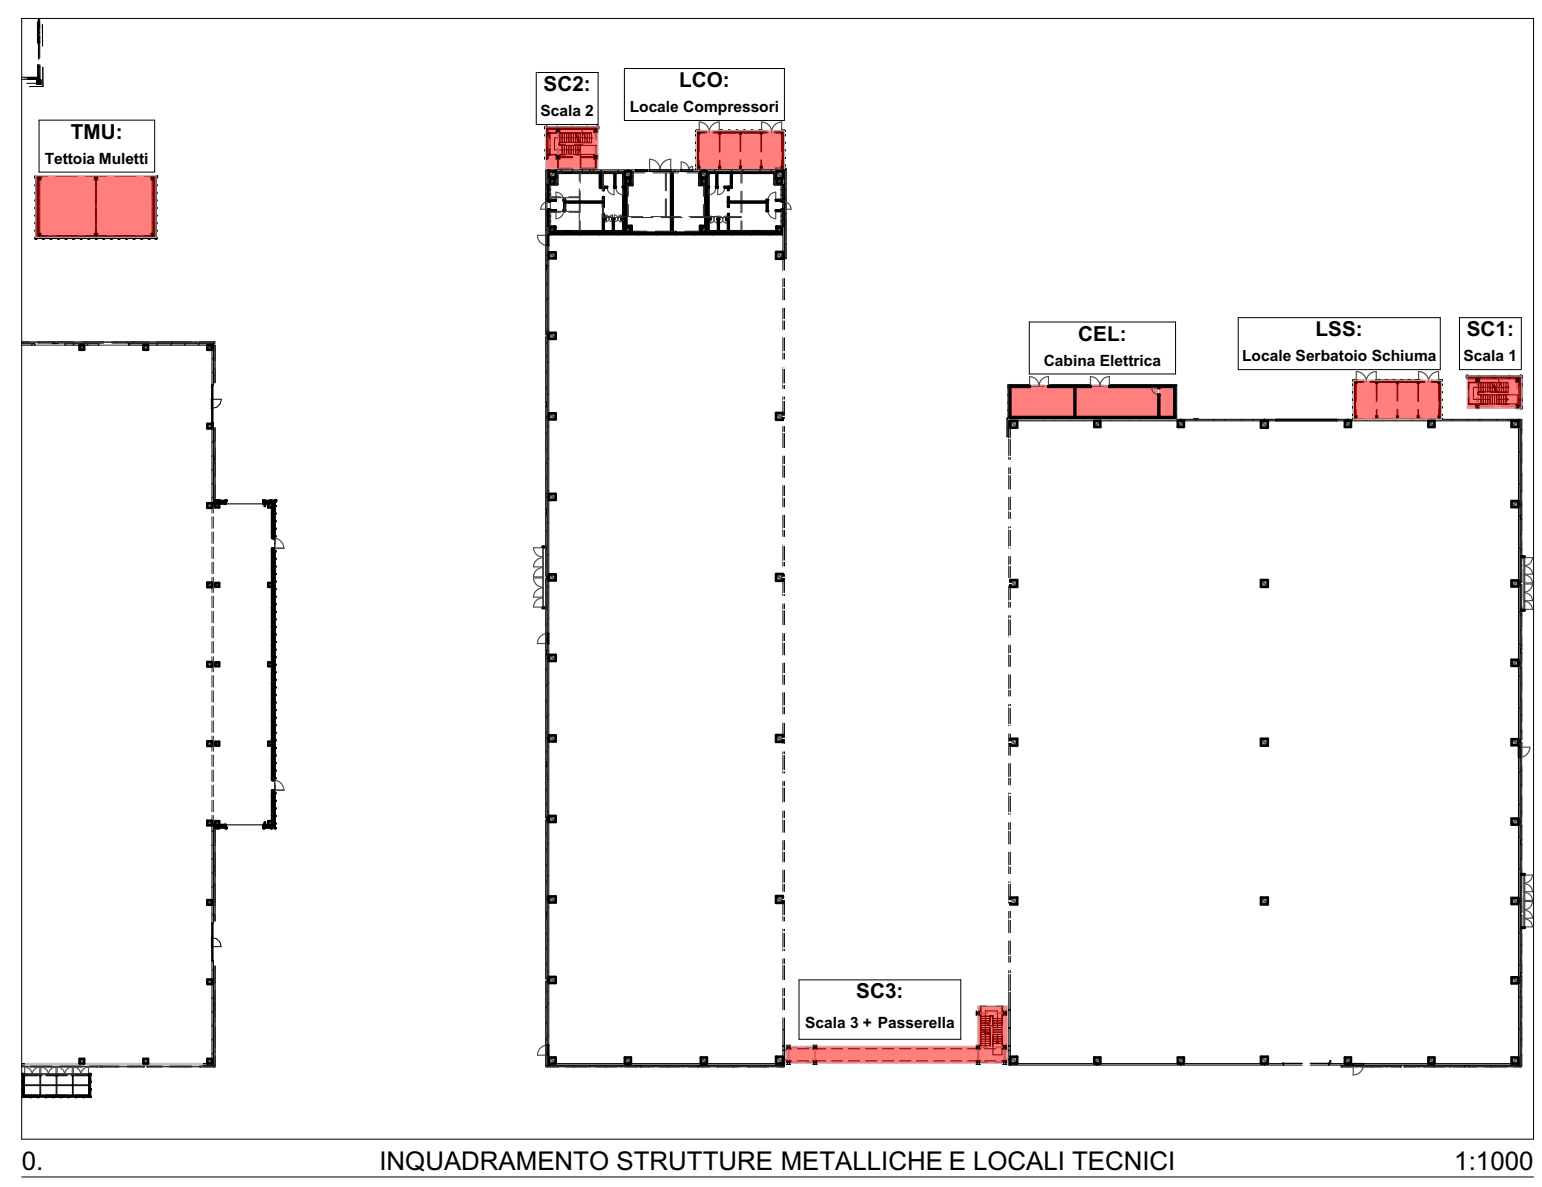 SC2:
Scala 2
LCO:
Locale Compressori
TMU:
Tettoia Muletti
CEL:
Cabina Elettrica
LSS:
Locale Serbatoio Schiuma
SC1:
Scala 1
SC3:
Scala 3 + Passerella
0.
INQUADRAMENTO STRUTTURE METALLICHE E LOCALI TECNICI
1:1000